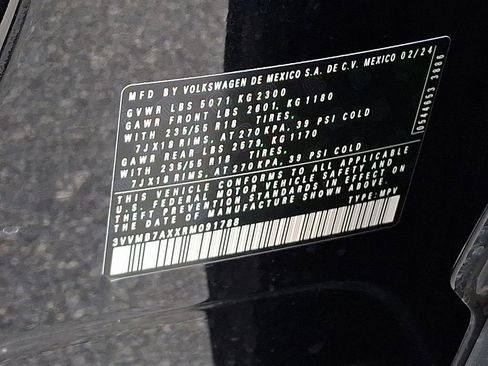 MFD BY VOLKSWAGEN DE MEXICO S.A. DE C.V. MEXICO 02/24
GVWR LBS 5071 KG 2300
GAWR FRONT LBS 2601, KG 1180
WITH 235/55 R18 TIRES,
7JX18 RIMS, AT 270 KPA, 39 PSI COLD
GAWR REAR LBS 2579, KG 1170
WITH 235/55 R18 TIRES,
7JX18 RIMS, AT 270 KPA, 39 PSI COLD
THIS VEHICLE CONFORMS TO ALL APPLICABLE
U.S. FEDERAL MOTOR VEHICLE SAFETY AND
THEFT PREVENTION STANDARDS IN EFFECT ON
THE DATE OF MANUFACTURE SHOWN ABOVE.
TYPE: MPV